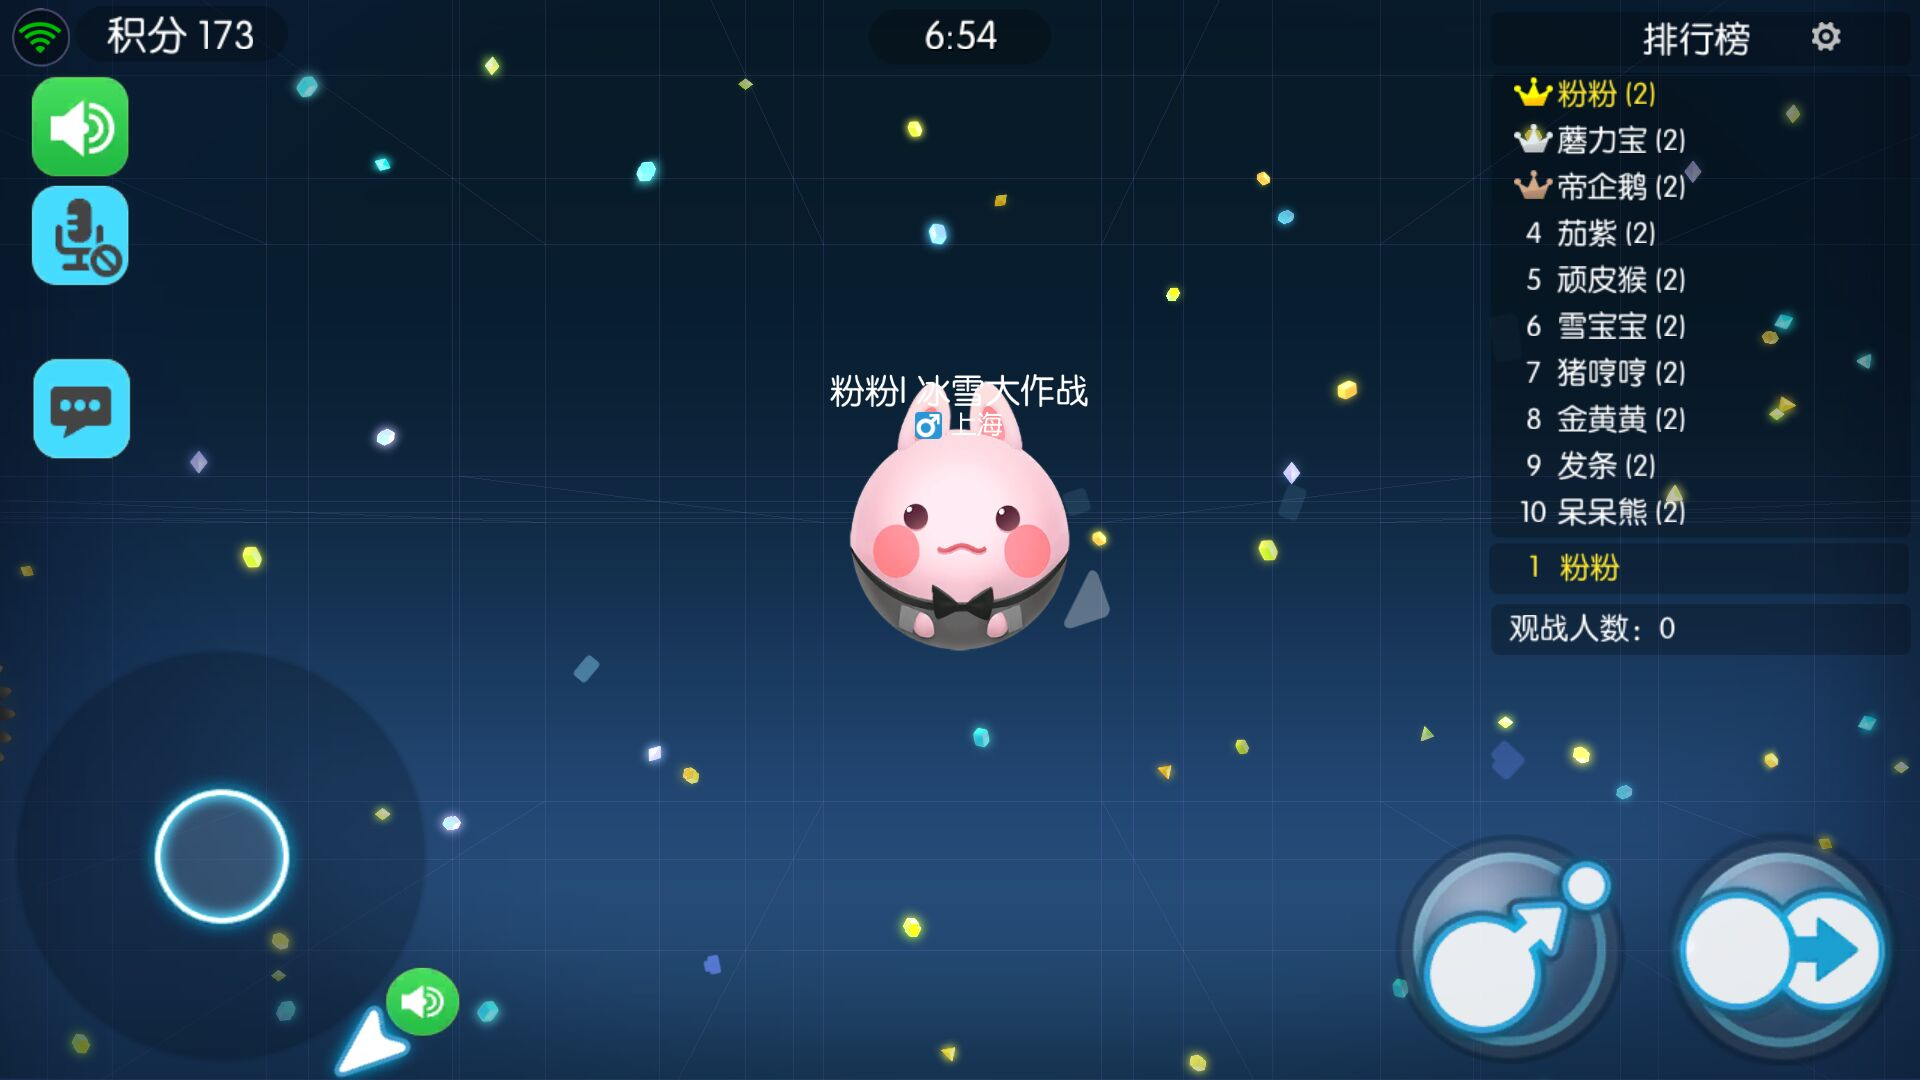 积分 173
6:54
排行榜
粉粉 (2)
蘑力宝 (2)
帝企鹅 (2)
4 茄紫 (2)
5 顽皮猴 (2)
6 雪宝宝 (2)
7 猪哼哼 (2)
8 金黄黄 (2)
9 发条 (2)
10 呆呆熊 (2)
1 粉粉
观战人数：0
粉粉| 冰雪大作战
上海